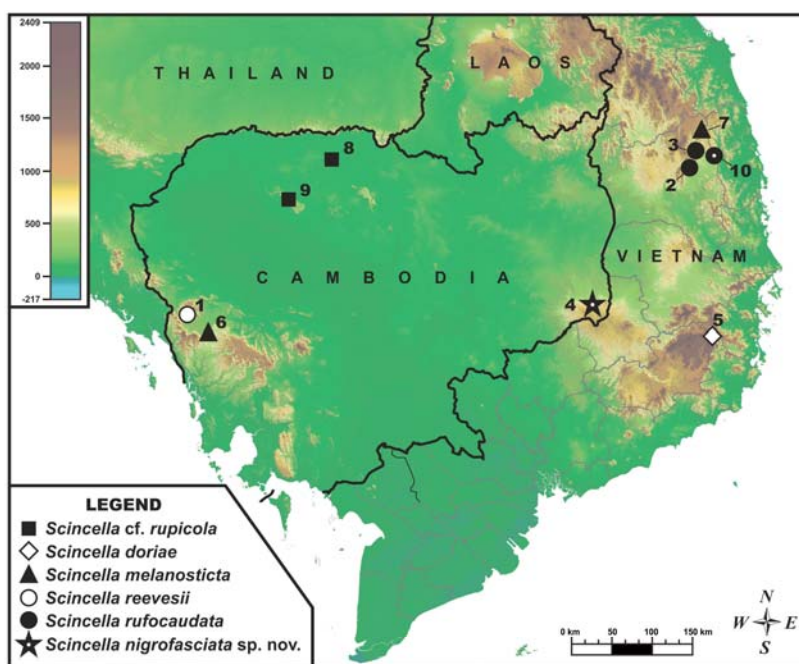 2409
2000
1500
1000
500
0
-217
THAILAND
LAOS
8
9
7
3
2
10
VIETNAM
CAMBODIA
1
6
4
5
LEGEND
Scincella cf. rupicola
Scincella doriae
Scincella melanosticta
Scincella reevesii
Scincella rufocaudata
Scincella nigrofasciata sp. nov.
0 km 50 100 150 km
N
W E
S